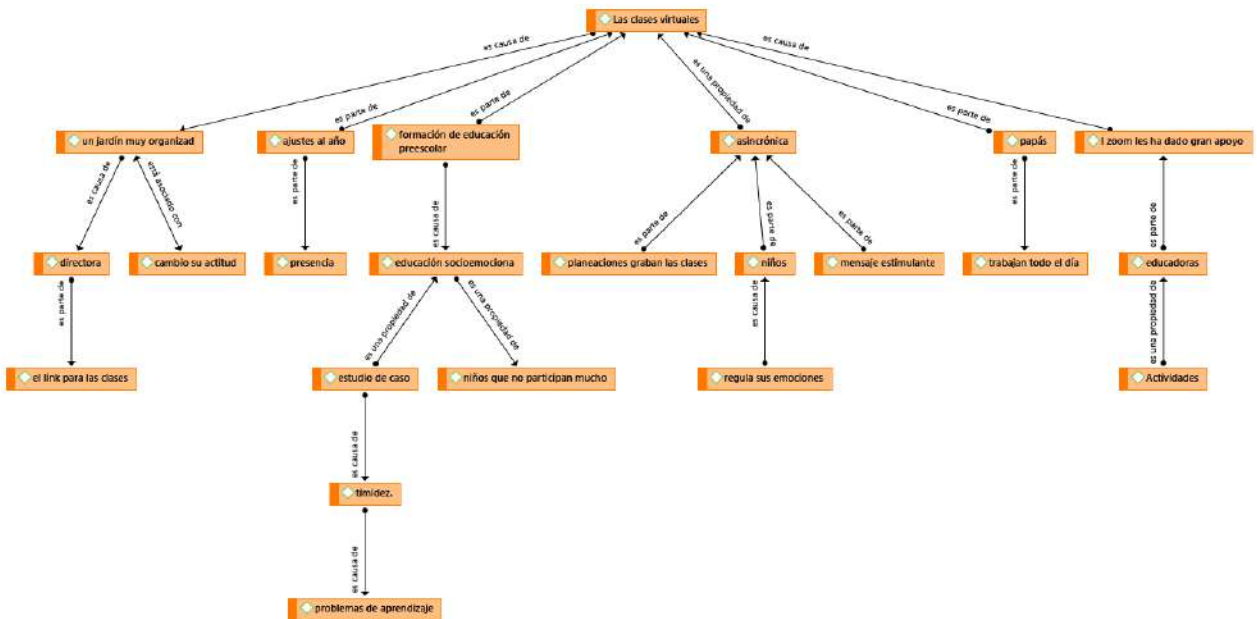 Las clases virtuales
es causa de
es parte de
es parte de
es una propiedad de
es parte de
es causa de
un jardín muy organizad
ajustes al año
formación de educación
preescolar
asincrónica
papás
l zoom les ha dado gran apoyo
es causa de
está asociado con
es parte de
es causa de
es parte de
es parte de
es parte de
es parte de
es parte de
directora
cambio su actitud
presencia
educación socioemociona
planeaciones graban las clases
niños
mensaje estimulante
trabajan todo el día
educadoras
es parte de
es una propiedad de
es una propiedad de
es causa de
es una propiedad de
el link para las clases
estudio de caso
niños que no participan mucho
regula sus emociones
Actividades
es causa de
timidez.
es causa de
problemas de aprendizaje